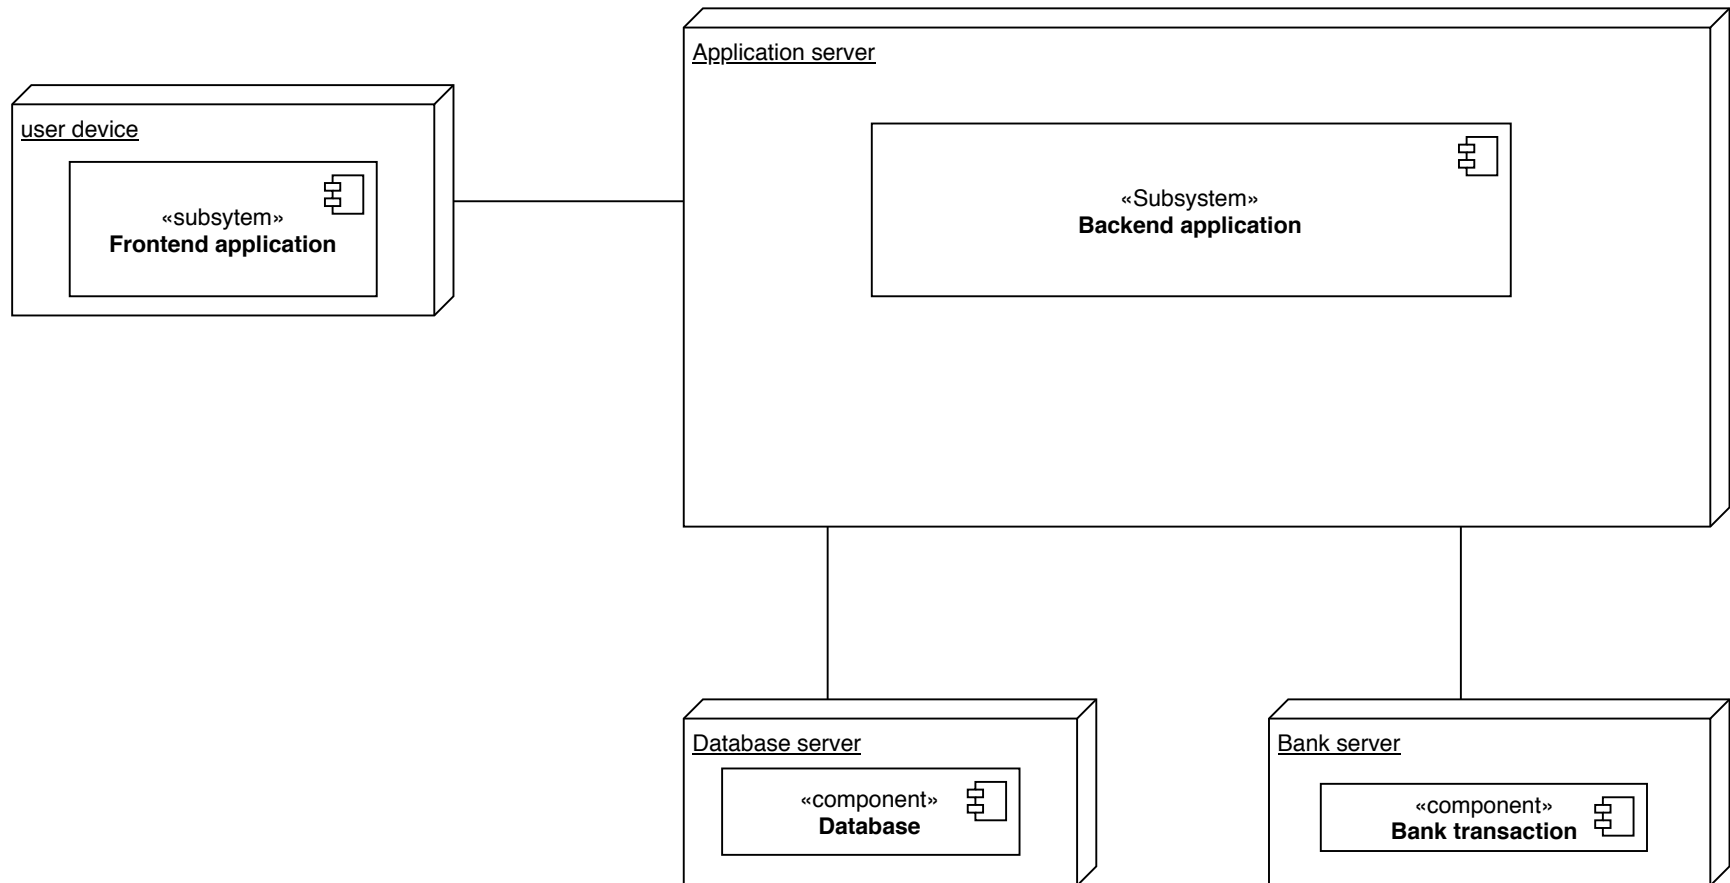 Application server
user device
«subsytem»
Frontend application
«Subsystem»
Backend application
Database server
«component»
Database
Bank server
«component»
Bank transaction